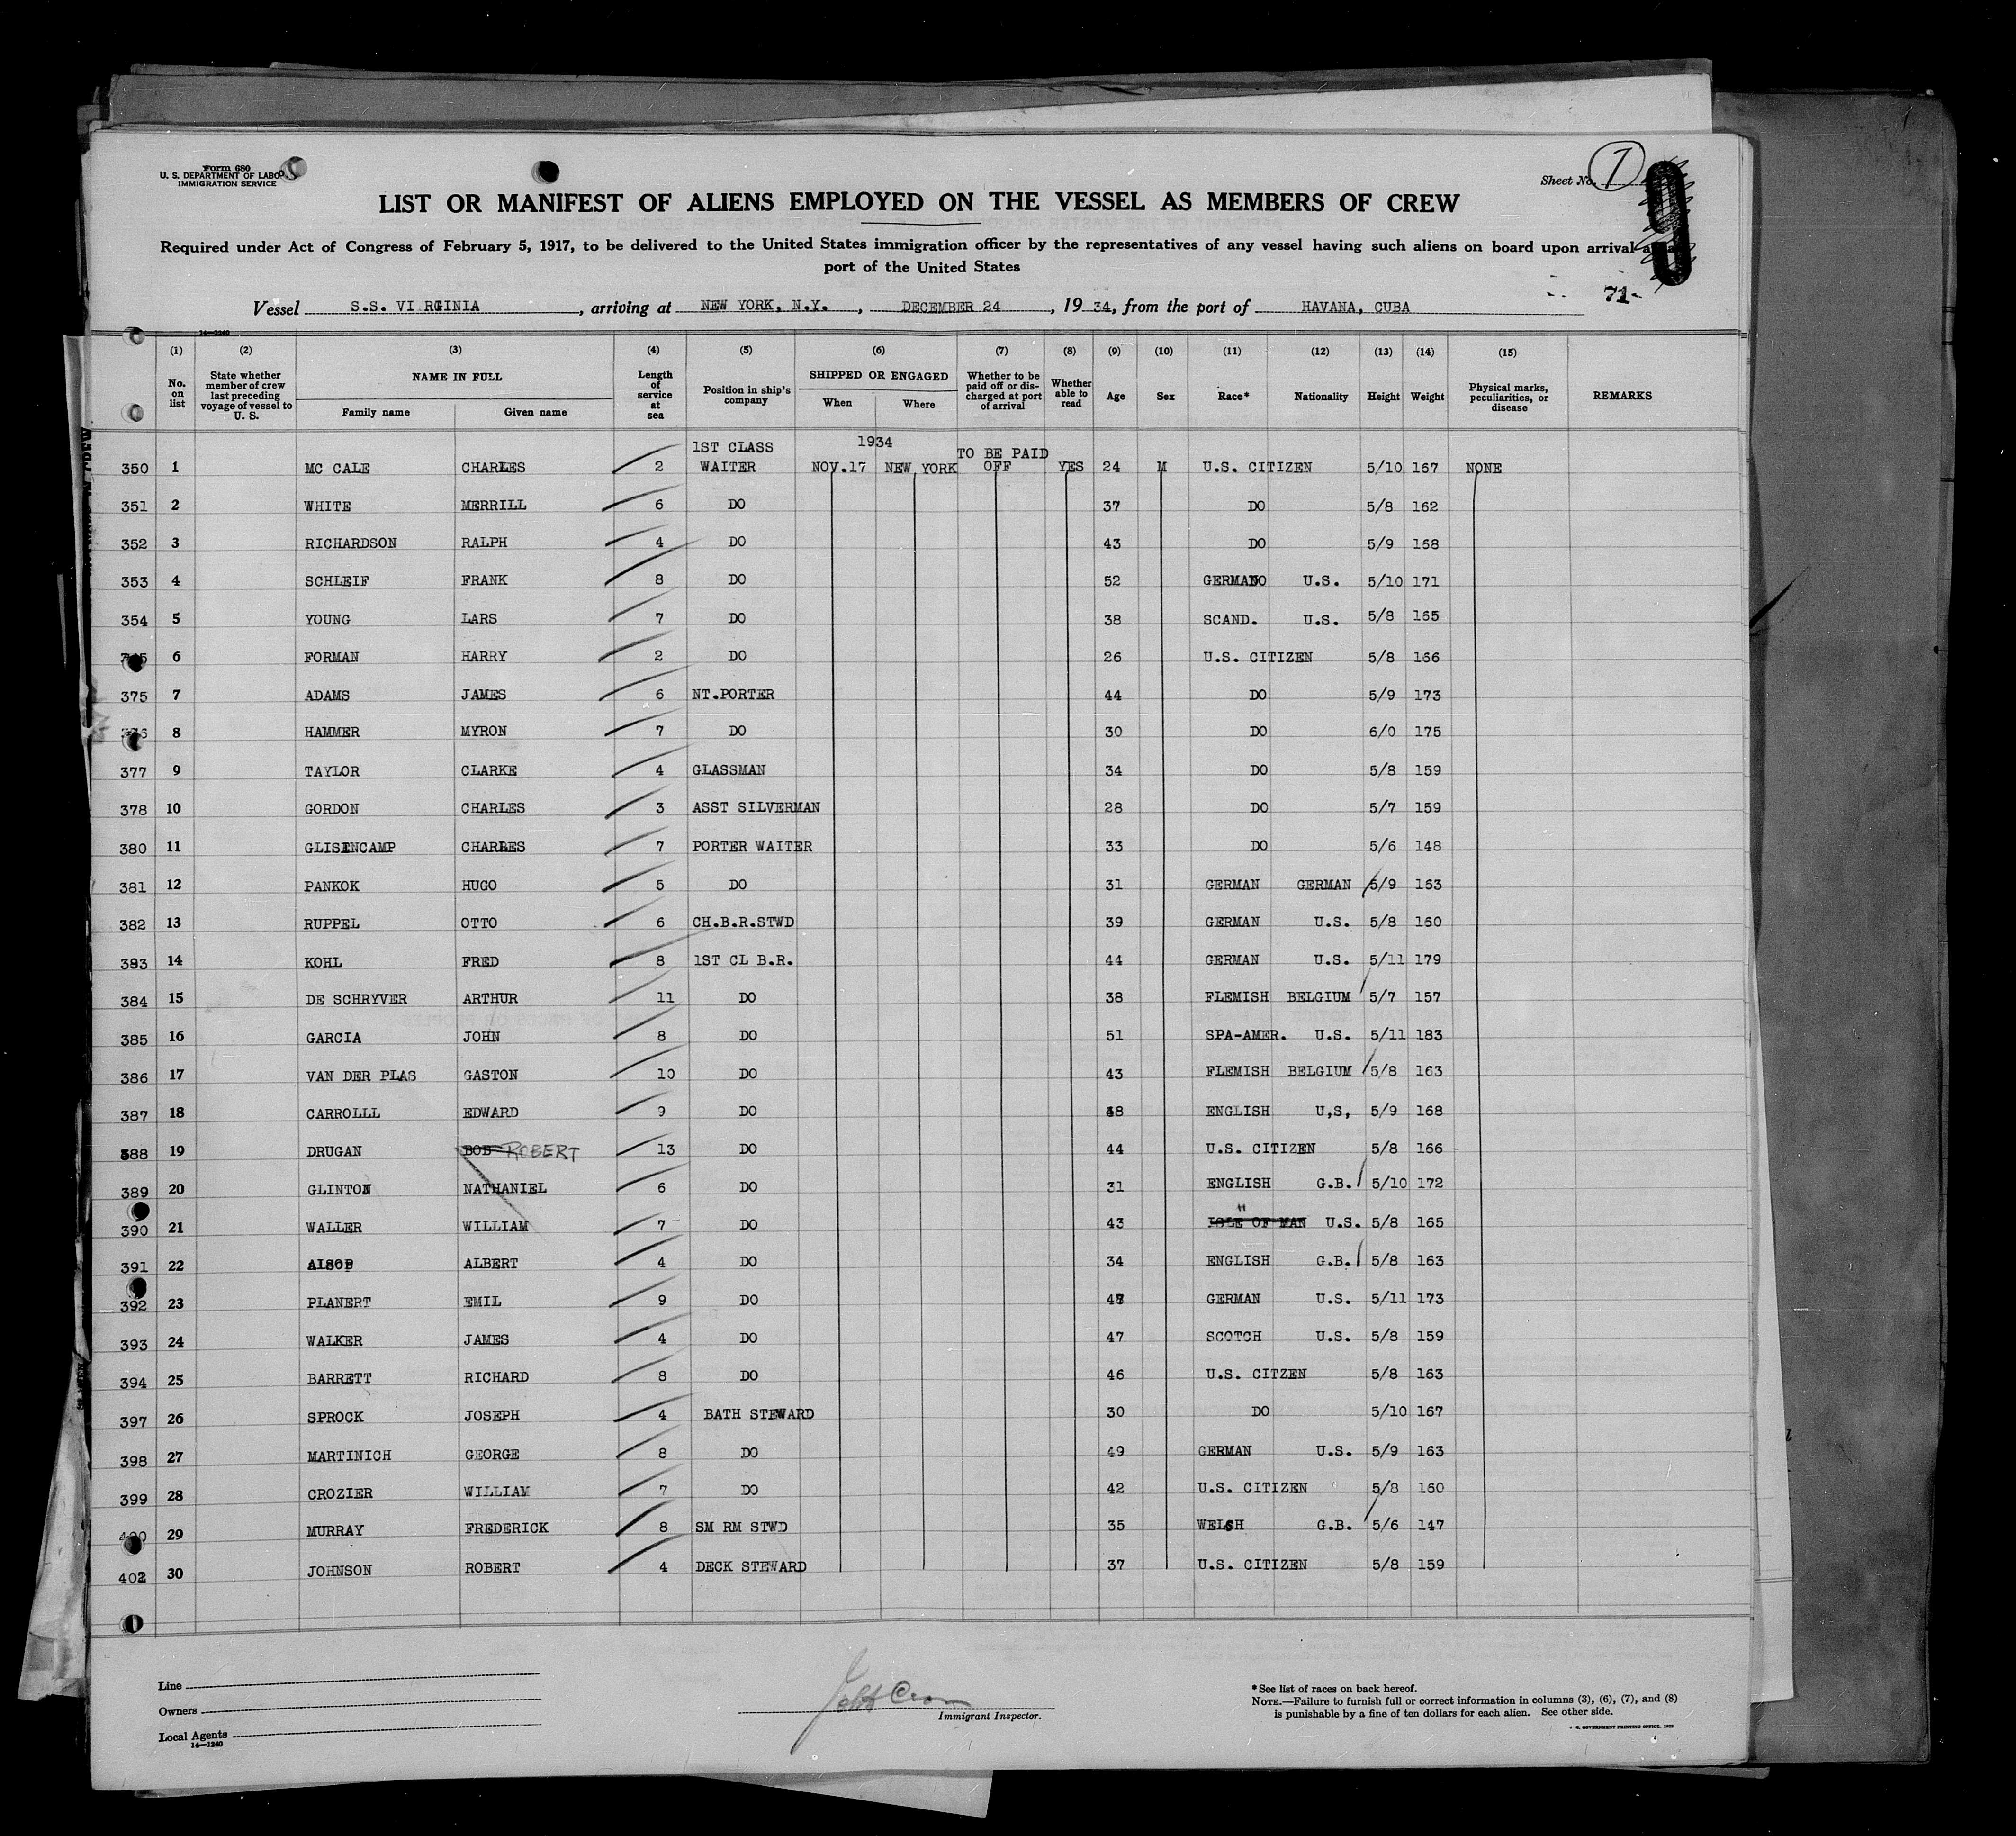 Form 680
U. S. DEPARTMENT OF LABOR
IMMIGRATION SERVICE
Sheet No. 7
LIST OR MANIFEST OF ALIENS EMPLOYED ON THE VESSEL AS MEMBERS OF CREW
Required under Act of Congress of February 5, 1917, to be delivered to the United States immigration officer by the representatives of any vessel having such aliens on board upon arrival at a
port of the United States
71-
Vessel S.S. VIRGINIA, arriving at NEW YORK, N.Y., DECEMBER 24, 1934, from the port of HAVANA, CUBA
14—1240
(1) (2) (3) (4) (5) (6) (7) (8) (9) (10) (11) (12) (13) (14) (15)
No. on list
State whether member of crew last preceding voyage of vessel to U. S.
NAME IN FULL
Family name Given name
Length of service at sea
Position in ship's company
SHIPPED OR ENGAGED
When Where
Whether to be paid off or discharged at port of arrival
Whether able to read
Age Sex Race* Nationality Height Weight
Physical marks, peculiarities, or disease
REMARKS
350 1 MC CALE CHARLES 2 1ST CLASS WAITER 1934 NOV.17 NEW YORK TO BE PAID OFF YES 24 M U.S. CITIZEN 5/10 167 NONE
351 2 WHITE MERRILL 6 DO 37 DO 5/8 162
352 3 RICHARDSON RALPH 4 DO 43 DO 5/9 158
353 4 SCHLEIF FRANK 8 DO 52 GERMAN U.S. 5/10 171
354 5 YOUNG LARS 7 DO 38 SCAND. U.S. 5/8 165
6 FORMAN HARRY 2 DO 26 U.S. CITIZEN 5/8 166
375 7 ADAMS JAMES 6 NT.PORTER 44 DO 5/9 173
376 8 HAMMER MYRON 7 DO 30 DO 6/0 175
377 9 TAYLOR CLARKE 4 GLASSMAN 34 DO 5/8 159
378 10 GORDON CHARLES 3 ASST SILVERMAN 28 DO 5/7 159
380 11 GLISENCAMP CHARLES 7 PORTER WAITER 33 DO 5/6 148
381 12 PANKOK HUGO 5 DO 31 GERMAN GERMAN 5/9 163
382 13 RUPPEL OTTO 6 CH.B.R.STWD 39 GERMAN U.S. 5/8 160
393 14 KOHL FRED 8 1ST CL B.R. 44 GERMAN U.S. 5/11 179
384 15 DE SCHRYVER ARTHUR 11 DO 38 FLEMISH BELGIUM 5/7 157
385 16 GARCIA JOHN 8 DO 51 SPA-AMER. U.S. 5/11 183
386 17 VAN DER PLAS GASTON 10 DO 43 FLEMISH BELGIUM 5/8 163
387 18 CARROLLL EDWARD 9 DO 48 ENGLISH U,S, 5/9 168
388 19 DRUGAN BOB ROBERT 13 DO 44 U.S. CITIZEN 5/8 166
389 20 GLINTON NATHANIEL 6 DO 31 ENGLISH G.B. 5/10 172
390 21 WALLER WILLIAM 7 DO 43 ISLE OF MAN " U.S. 5/8 165
391 22 ALSOP ALBERT 4 DO 34 ENGLISH G.B. 5/8 163
392 23 PLANERT EMIL 9 DO GERMAN U.S. 5/11 173
393 24 WALKER JAMES 4 DO 47 SCOTCH U.S. 5/8 159
394 25 BARRETT RICHARD 8 DO 46 U.S. CITZEN 5/8 163
397 26 SPROCK JOSEPH 4 BATH STEWARD 30 DO 5/10 167
398 27 MARTINICH GEORGE 8 DO 49 GERMAN U.S. 5/9 163
399 28 CROZIER WILLIAM 7 DO 42 U.S. CITIZEN 5/8 160
400 29 MURRAY FREDERICK 8 SM RM STWD 35 WELSH G.B. 5/6 147
402 30 JOHNSON ROBERT 4 DECK STEWARD 37 U.S. CITIZEN 5/8 159
Line
Owners
Local Agents
14—1240
Immigrant Inspector.
*See list of races on back hereof.
NOTE.—Failure to furnish full or correct information in columns (3), (6), (7), and (8)
is punishable by a fine of ten dollars for each alien. See other side.